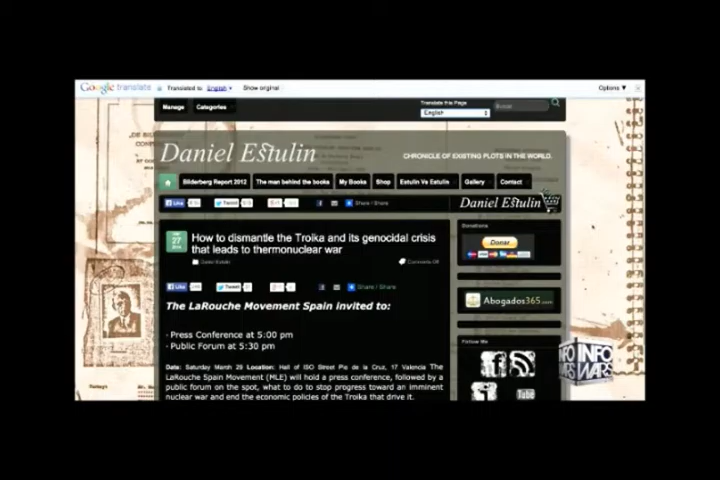 Google translate Translated to English Show original Options
Manage Categories
Translate this Page
English
Buscar
Daniel Estulin
CHRONICLE OF EXISTING PLOTS IN THE WORLD.
Bilderberg Report 2012 The man behind the books My Books Shop Estulin Vs Estulin Gallery Contact
Like Tweet Share / Share
Daniel Estulin
27
How to dismantle the Troika and its genocidal crisis
that leads to thermonuclear war
Daniel Estulin Comments Off
Like Tweet Share / Share
The LaRouche Movement Spain invited to:
- Press Conference at 5:00 pm
- Public Forum at 5:30 pm
Date: Saturday March 29 Location: Hall of ISO Street Pie de la Cruz, 17 Valencia The
LaRouche Spain Movement (MLE) will hold a press conference, followed by a
public forum on the spot, what to do to stop progress toward an imminent
nuclear war and end the economic policies of the Troika that drive it.
Donations
Donar
Abogados365.com
Follow Me
You
INFO
WARS